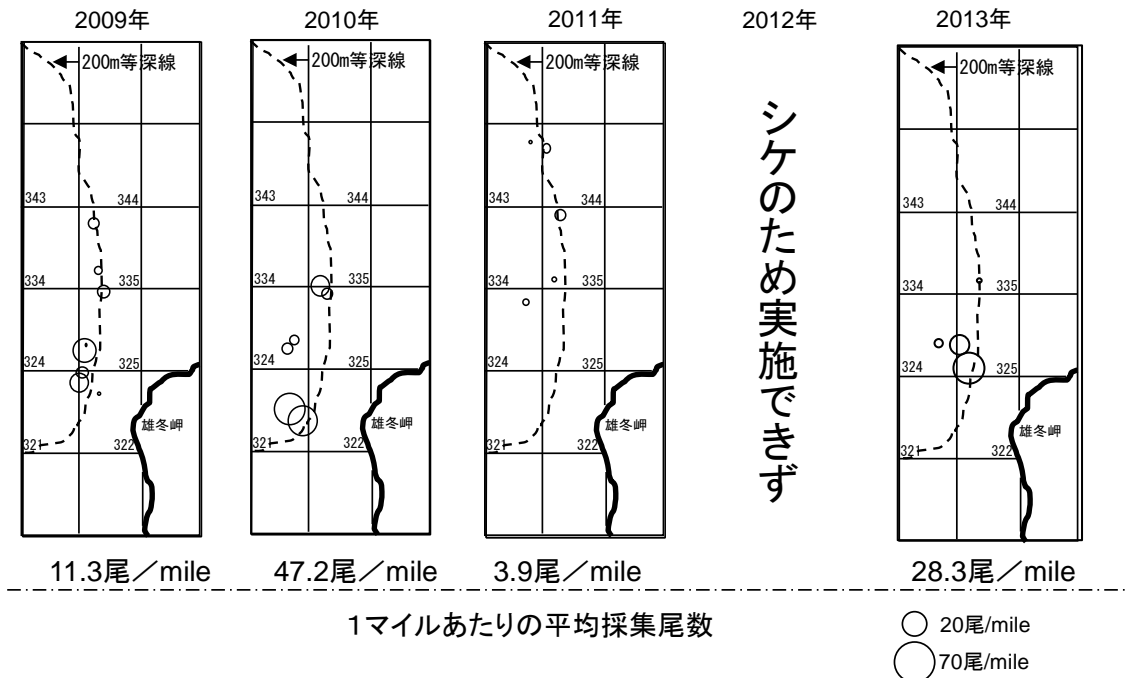 2009年
2010年
2011年
2012年
2013年
200m等深線
343
344
334
335
324
325
321
322
雄冬岬
200m等深線
343
344
334
335
324
325
321
322
雄冬岬
200m等深線
343
344
334
335
324
325
321
322
雄冬岬
シケのため実施できず
200m等深線
343
344
334
335
324
325
321
322
雄冬岬
11.3尾／mile
47.2尾／mile
3.9尾／mile
28.3尾／mile
１マイルあたりの平均採集尾数
20尾/mile
70尾/mile